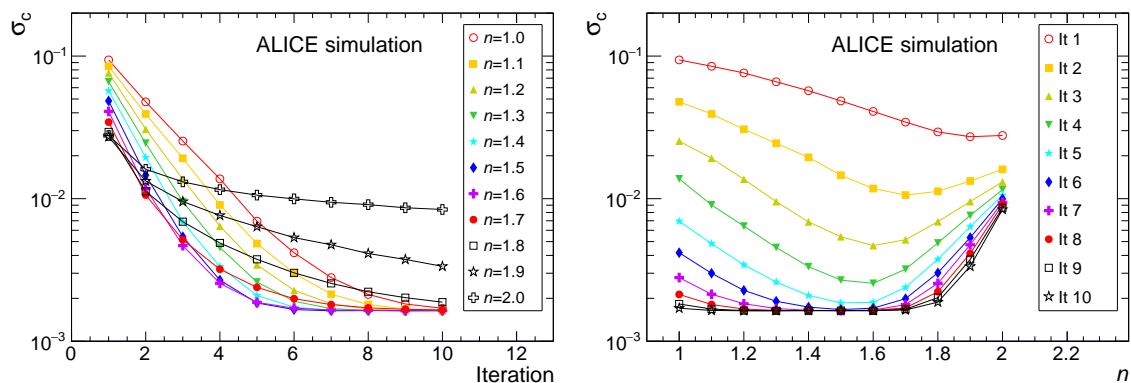 σc
ALICE simulation
n=1.0
n=1.1
n=1.2
n=1.3
n=1.4
n=1.5
n=1.6
n=1.7
n=1.8
n=1.9
n=2.0
10−1
10−2
10−3
0 2 4 6 8 10 12
Iteration
σc
ALICE simulation
It 1
It 2
It 3
It 4
It 5
It 6
It 7
It 8
It 9
It 10
10−1
10−2
10−3
1 1.2 1.4 1.6 1.8 2 2.2
n